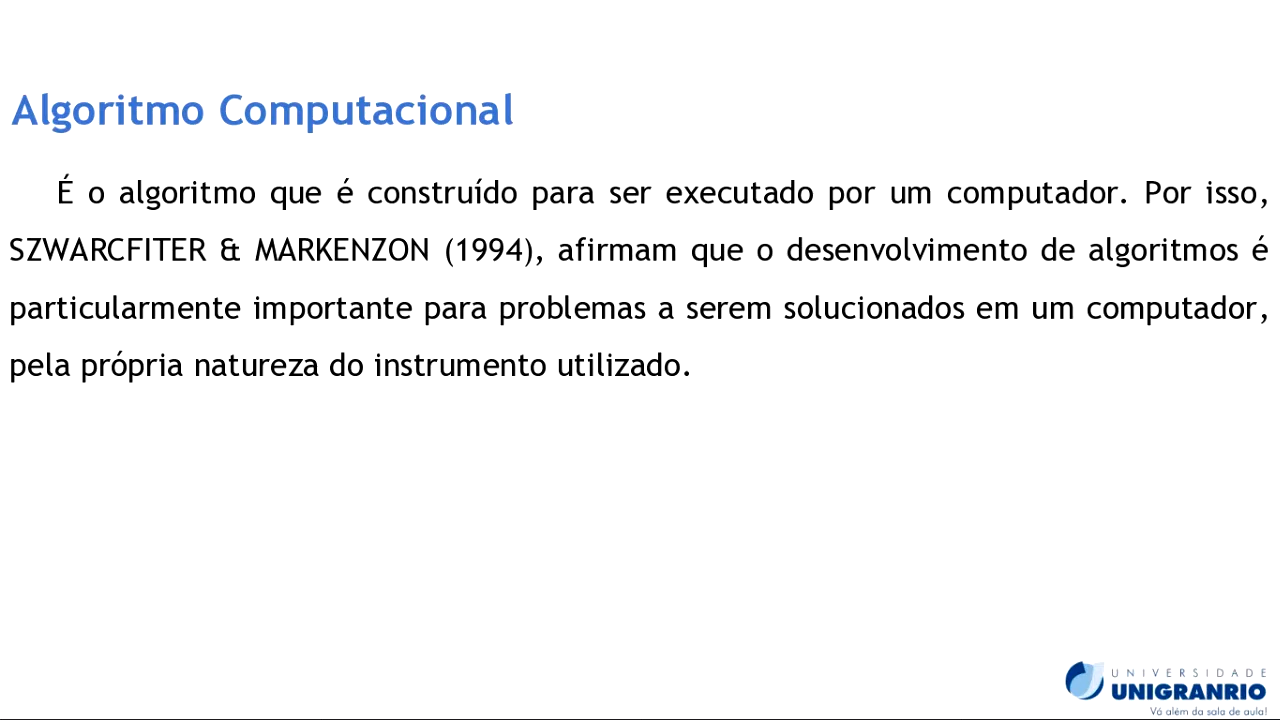 Algoritmo Computacional
É o algoritmo que é construído para ser executado por um computador. Por isso,
SZWARCFITER & MARKENZON (1994), afirmam que o desenvolvimento de algoritmos é
particularmente importante para problemas a serem solucionados em um computador,
pela própria natureza do instrumento utilizado.
UNIVERSIDADE
UNIGRANRIO
Vá além da sala de aula!